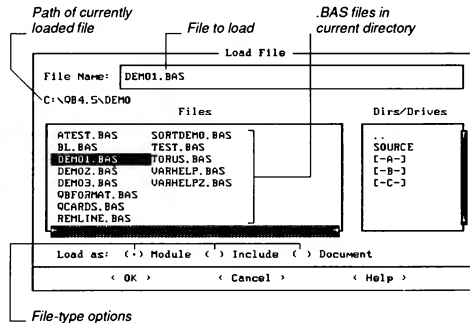 Path of currently
loaded file
File to load
.BAS files in
current directory
Load File
File Name: DEMO1.BAS
C:\QB4.5\DEMO
Files
Dirs/Drives
ATEST.BAS SORTDEMO.BAS
BL.BAS TEST.BAS
DEMO1.BAS TORUS.BAS
DEMO2.BAS VARHELP.BAS
DEMO3.BAS VARHELP2.BAS
QBFORMAT.BAS
QCARDS.BAS
REMLINE.BAS
..
SOURCE
[-A-]
[-B-]
[-C-]
Load as: (•) Module ( ) Include ( ) Document
< OK > < Cancel > < Help >
File-type options